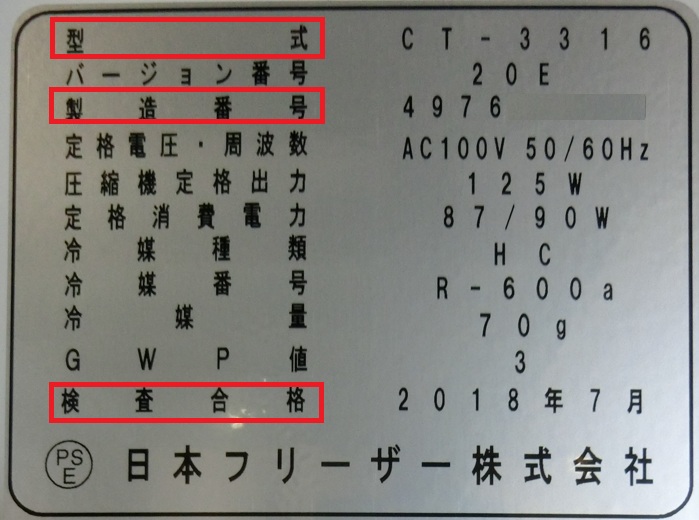 型式 CT-3316
バージョン番号 20E
製造番号 4976
定格電圧・周波数 AC100V 50/60Hz
圧縮機定格出力 125W
定格消費電力 87/90W
冷媒種類 HC
冷媒番号 R-600a
冷媒量 70g
GWP値 3
検査合格 2018年7月
PSE 日本フリーザー株式会社